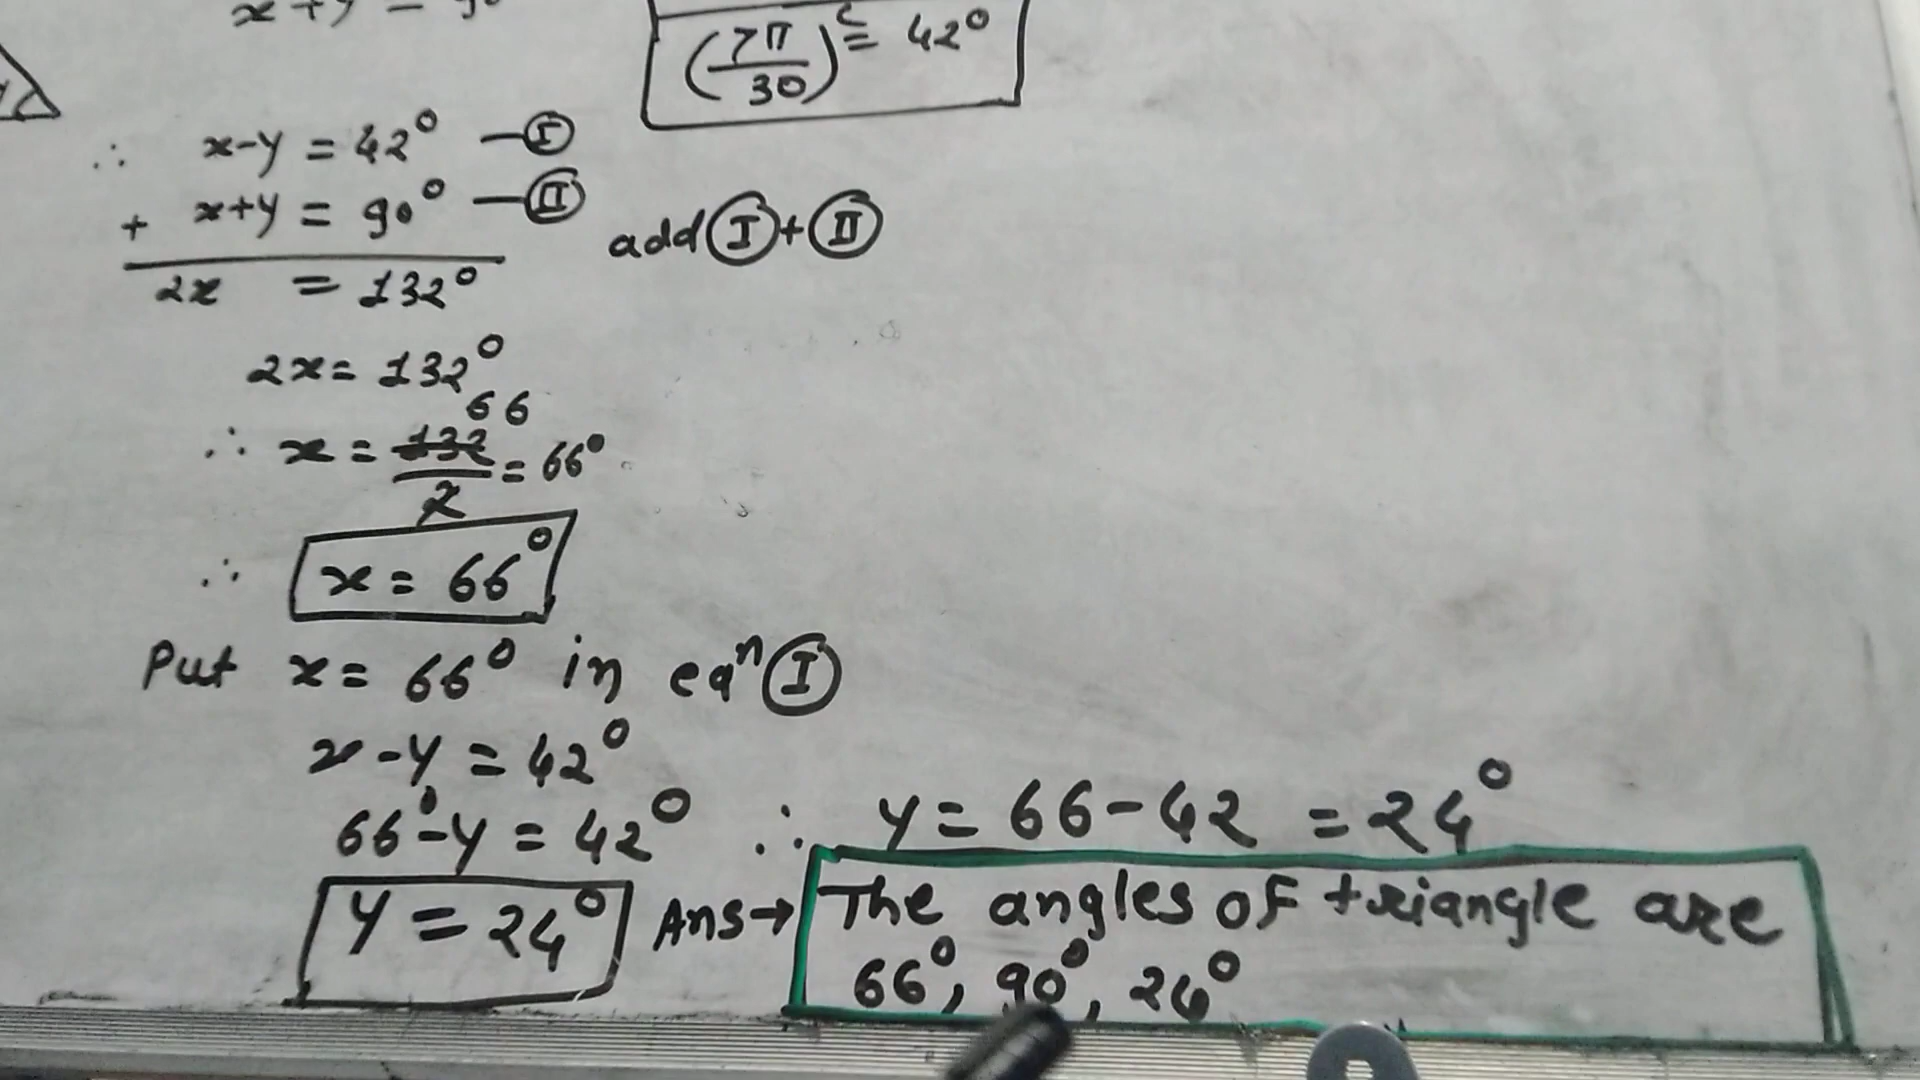 x+y = 90
(7π/30)ᶜ = 42°
∴ x-y = 42° —Ⓘ
+ x+y = 90° —Ⓘ️Ⓘ
add Ⓘ + Ⅱ
2x = 132°
2x = 132°
66
∴ x = 132/2 = 66°
∴ x = 66°
Put x = 66° in eqⁿ Ⓘ
x-y = 42°
66°-y = 42° ∴ y = 66-42 = 24°
y = 24° Ans→ The angles of triangle are
66°, 90°, 24°